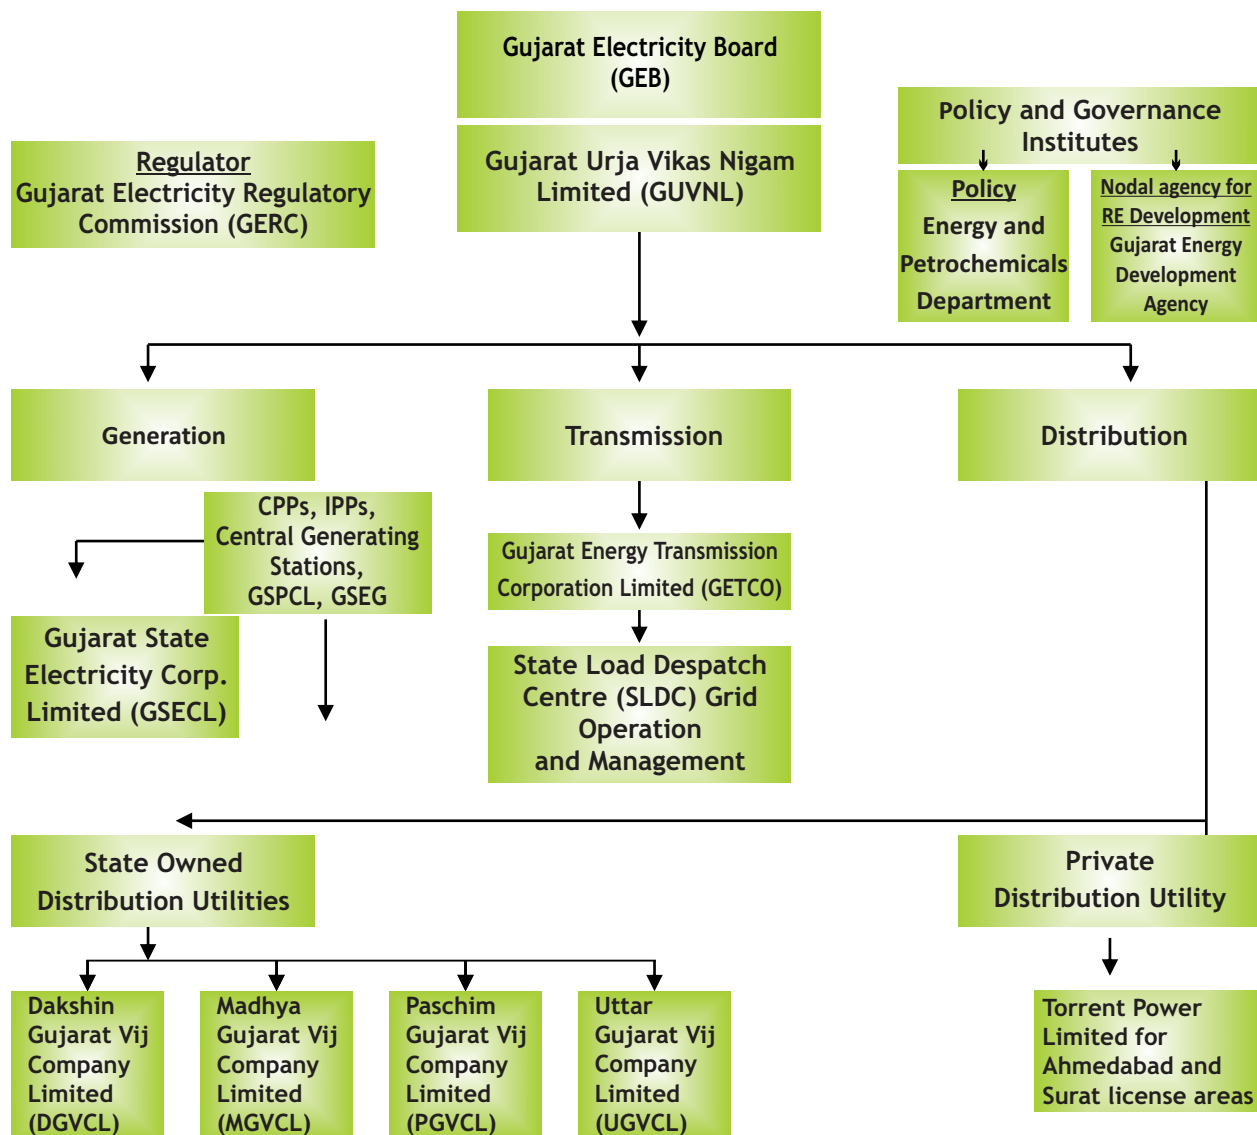 Gujarat Electricity Board
(GEB)
Gujarat Urja Vikas Nigam
Limited (GUVNL)
Regulator
Gujarat Electricity Regulatory
Commission (GERC)
Policy and Governance
Institutes
Policy
Energy and
Petrochemicals
Department
Nodal agency for
RE Development
Gujarat Energy
Development
Agency
Generation
Transmission
Distribution
CPPs, IPPs,
Central Generating
Stations,
GSPCL, GSEG
Gujarat State
Electricity Corp.
Limited (GSECL)
Gujarat Energy Transmission
Corporation Limited (GETCO)
State Load Despatch
Centre (SLDC) Grid
Operation
and Management
State Owned
Distribution Utilities
Private
Distribution Utility
Dakshin
Gujarat Vij
Company
Limited
(DGVCL)
Madhya
Gujarat Vij
Company
Limited
(MGVCL)
Paschim
Gujarat Vij
Company
Limited
(PGVCL)
Uttar
Gujarat Vij
Company
Limited
(UGVCL)
Torrent Power
Limited for
Ahmedabad and
Surat license areas